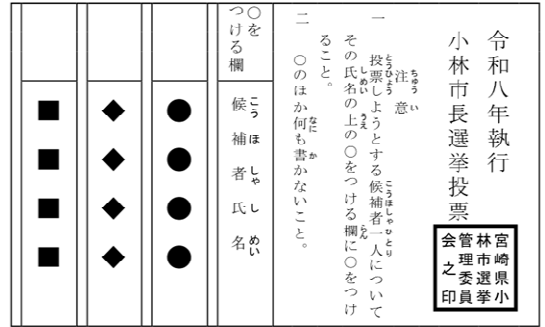 令和八年執行
小林市長選挙投票
宮崎県小
林市選挙
管理委員
会之印
注意
一 投票しようとする候補者一人について
その氏名の上の○をつける欄に○をつけ
ること。
二 ○のほか何も書かないこと。
○を
つける欄
候補者氏名
●●●●
◆◆◆◆
■■■■